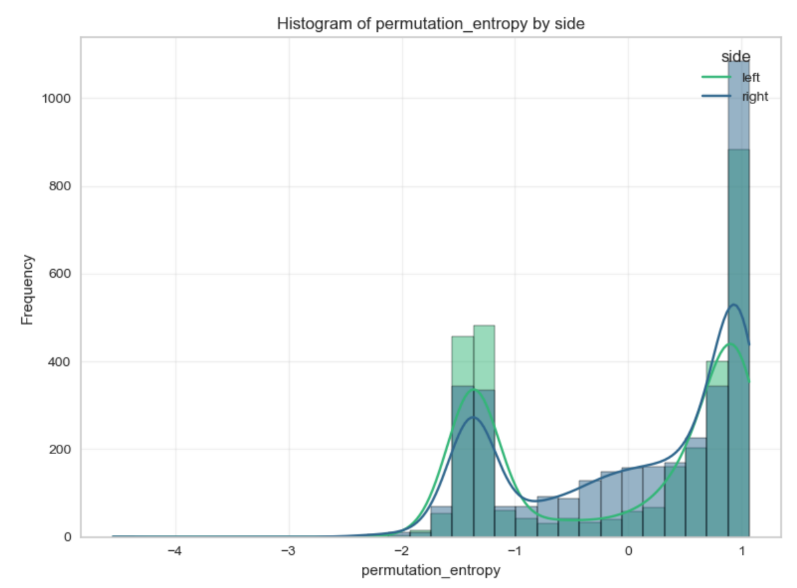 Histogram of permutation_entropy by side
side
left
right
1000
800
600
400
200
0
Frequency
−4
−3
−2
−1
0
1
permutation_entropy